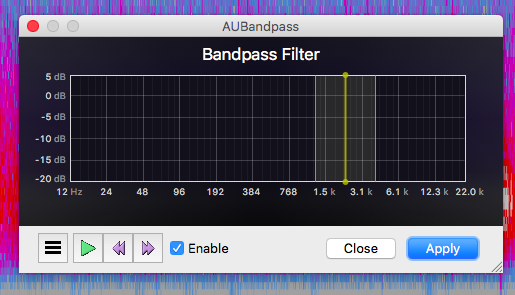 AUBandpass
Bandpass Filter
5 dB
0 dB
-5 dB
-10 dB
-15 dB
-20 dB
12 Hz 24 48 96 192 384 768 1.5 k 3.1 k 6.1 k 12.3 k 22.0 k
Enable Close Apply